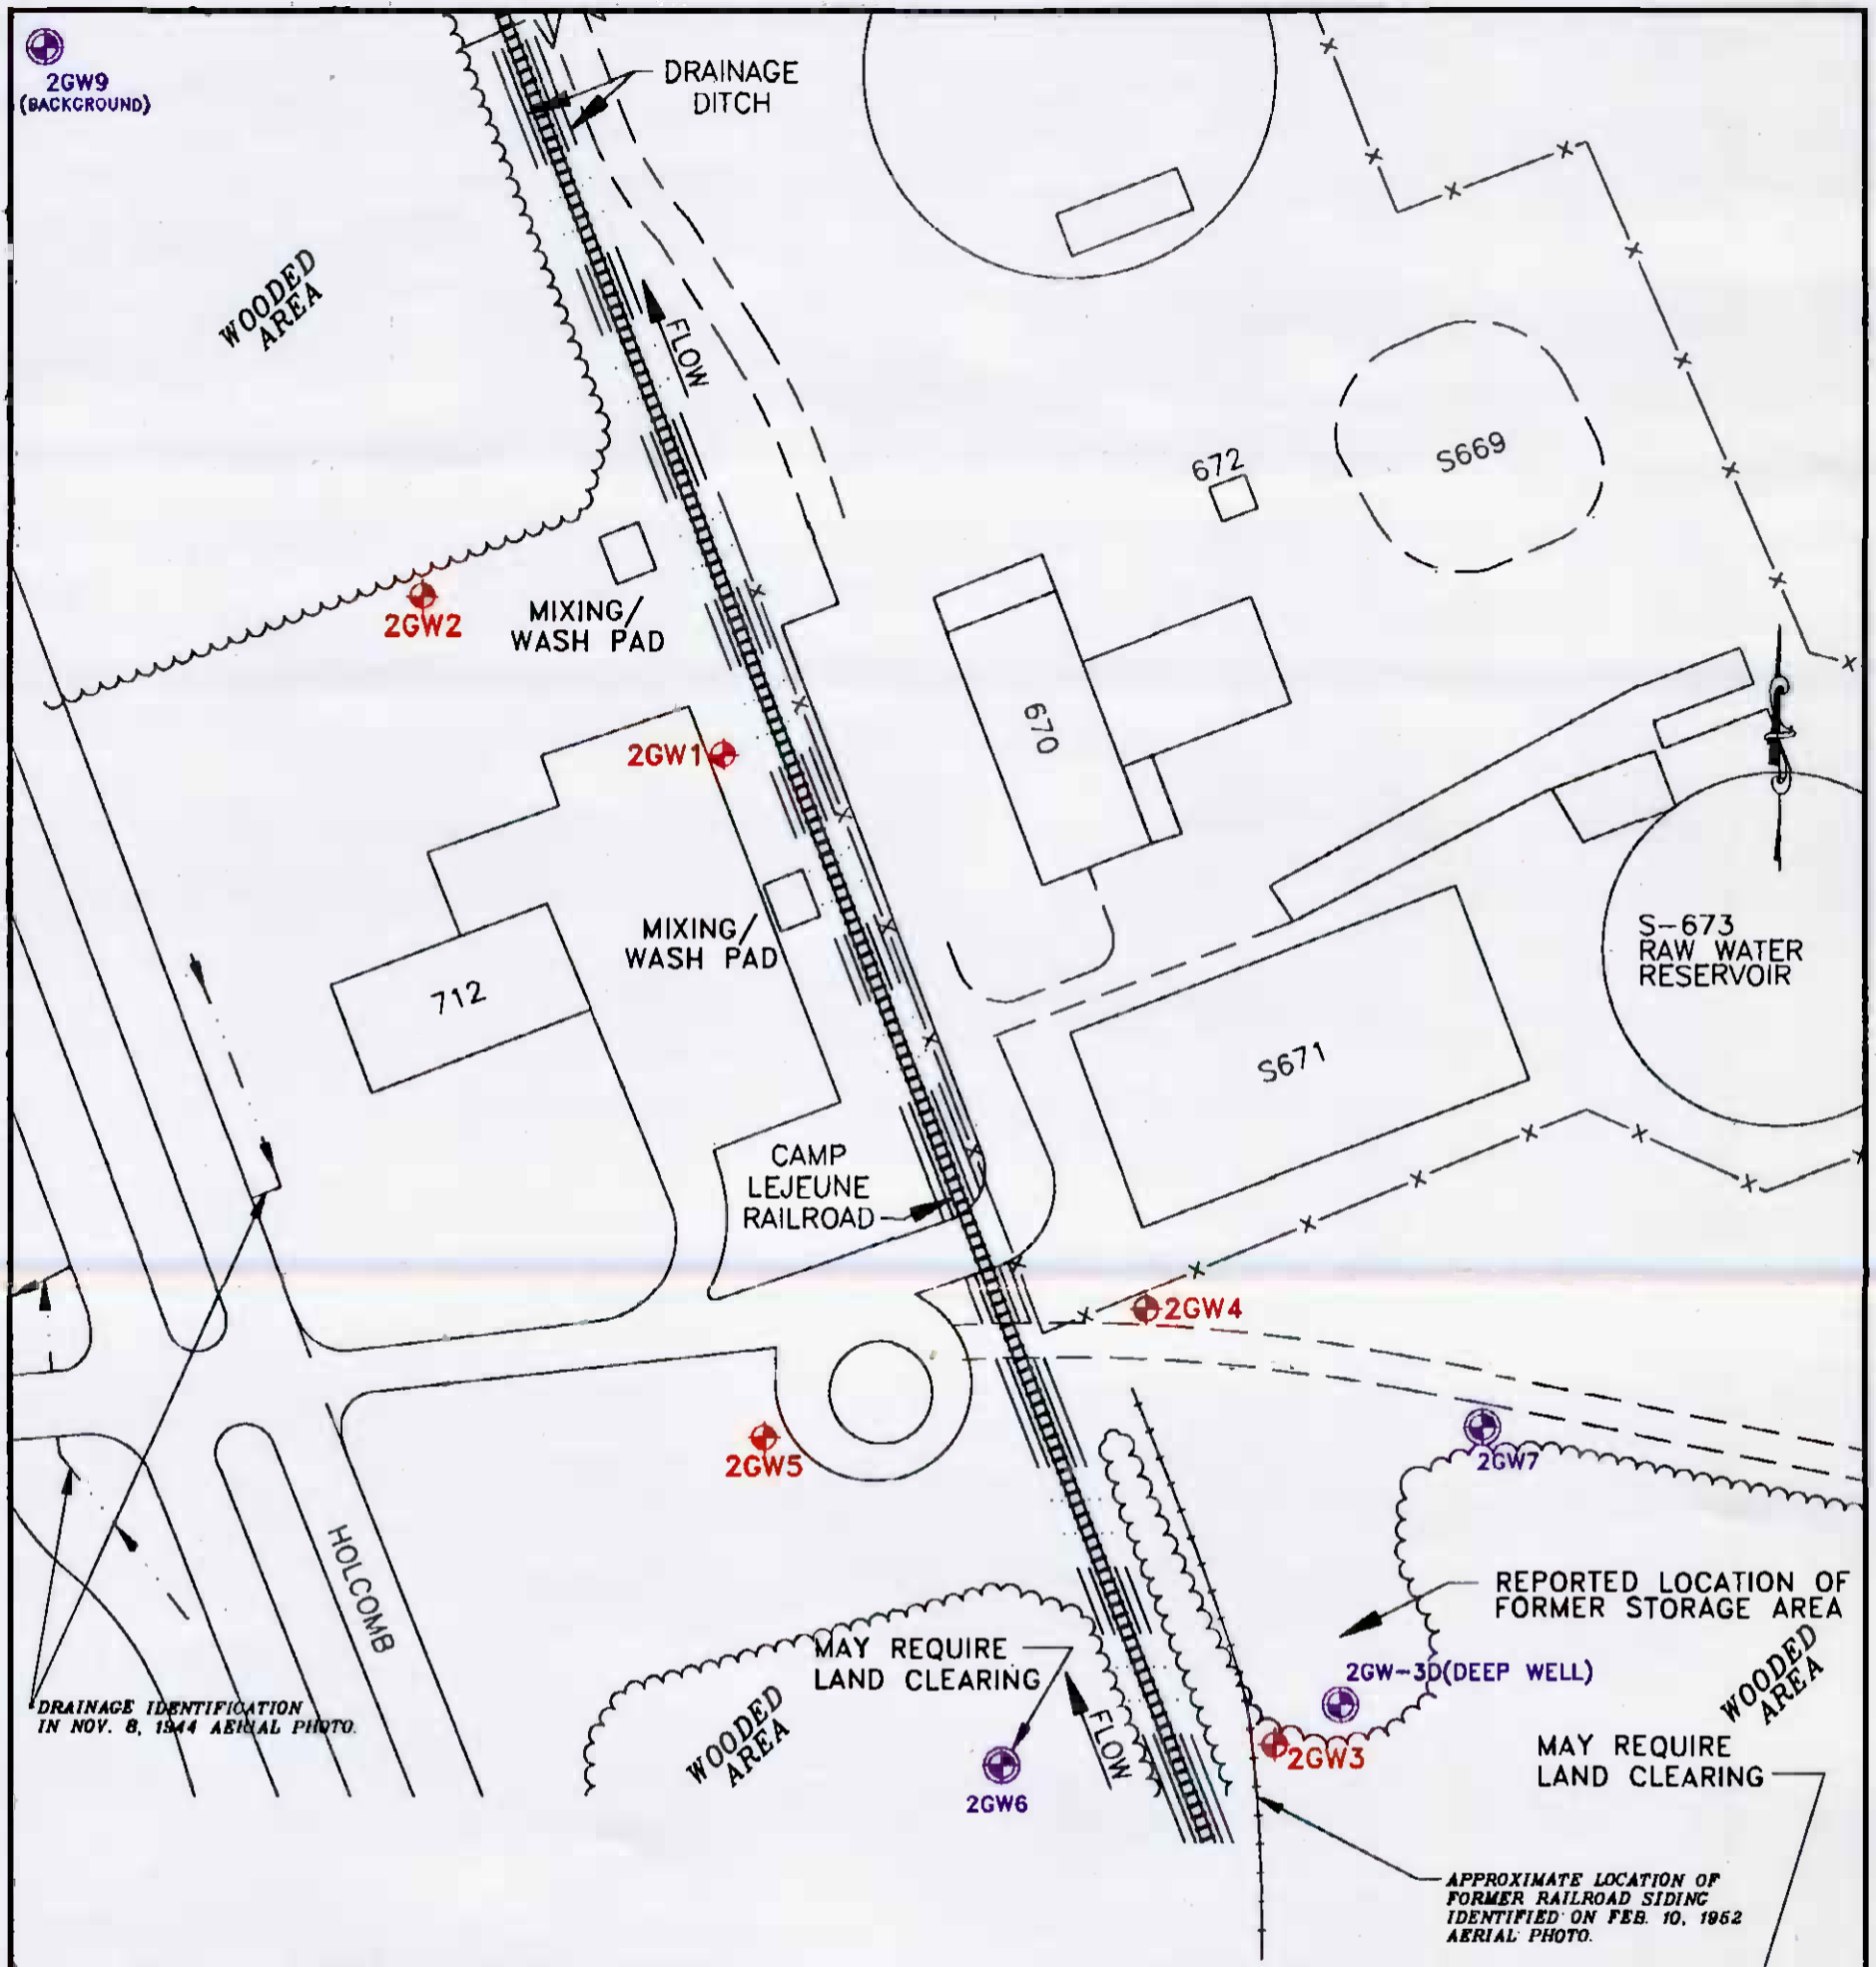 2GW9
(BACKGROUND)
DRAINAGE
DITCH
WOODED
AREA
FLOW
672
S669
2GW2
MIXING/
WASH PAD
2GW1
670
MIXING/
WASH PAD
712
S-673
RAW WATER
RESERVOIR
S671
CAMP
LEJEUNE
RAILROAD
2GW4
2GW5
2GW7
HOLCOMB
REPORTED LOCATION OF
FORMER STORAGE AREA
MAY REQUIRE
LAND CLEARING
2GW-3D(DEEP WELL)
WOODED
AREA
DRAINAGE IDENTIFICATION
IN NOV. 8, 1944 AERIAL PHOTO.
WOODED
AREA
FLOW
2GW3
2GW6
MAY REQUIRE
LAND CLEARING
APPROXIMATE LOCATION OF
FORMER RAILROAD SIDING
IDENTIFIED ON FEB. 10, 1952
AERIAL PHOTO.